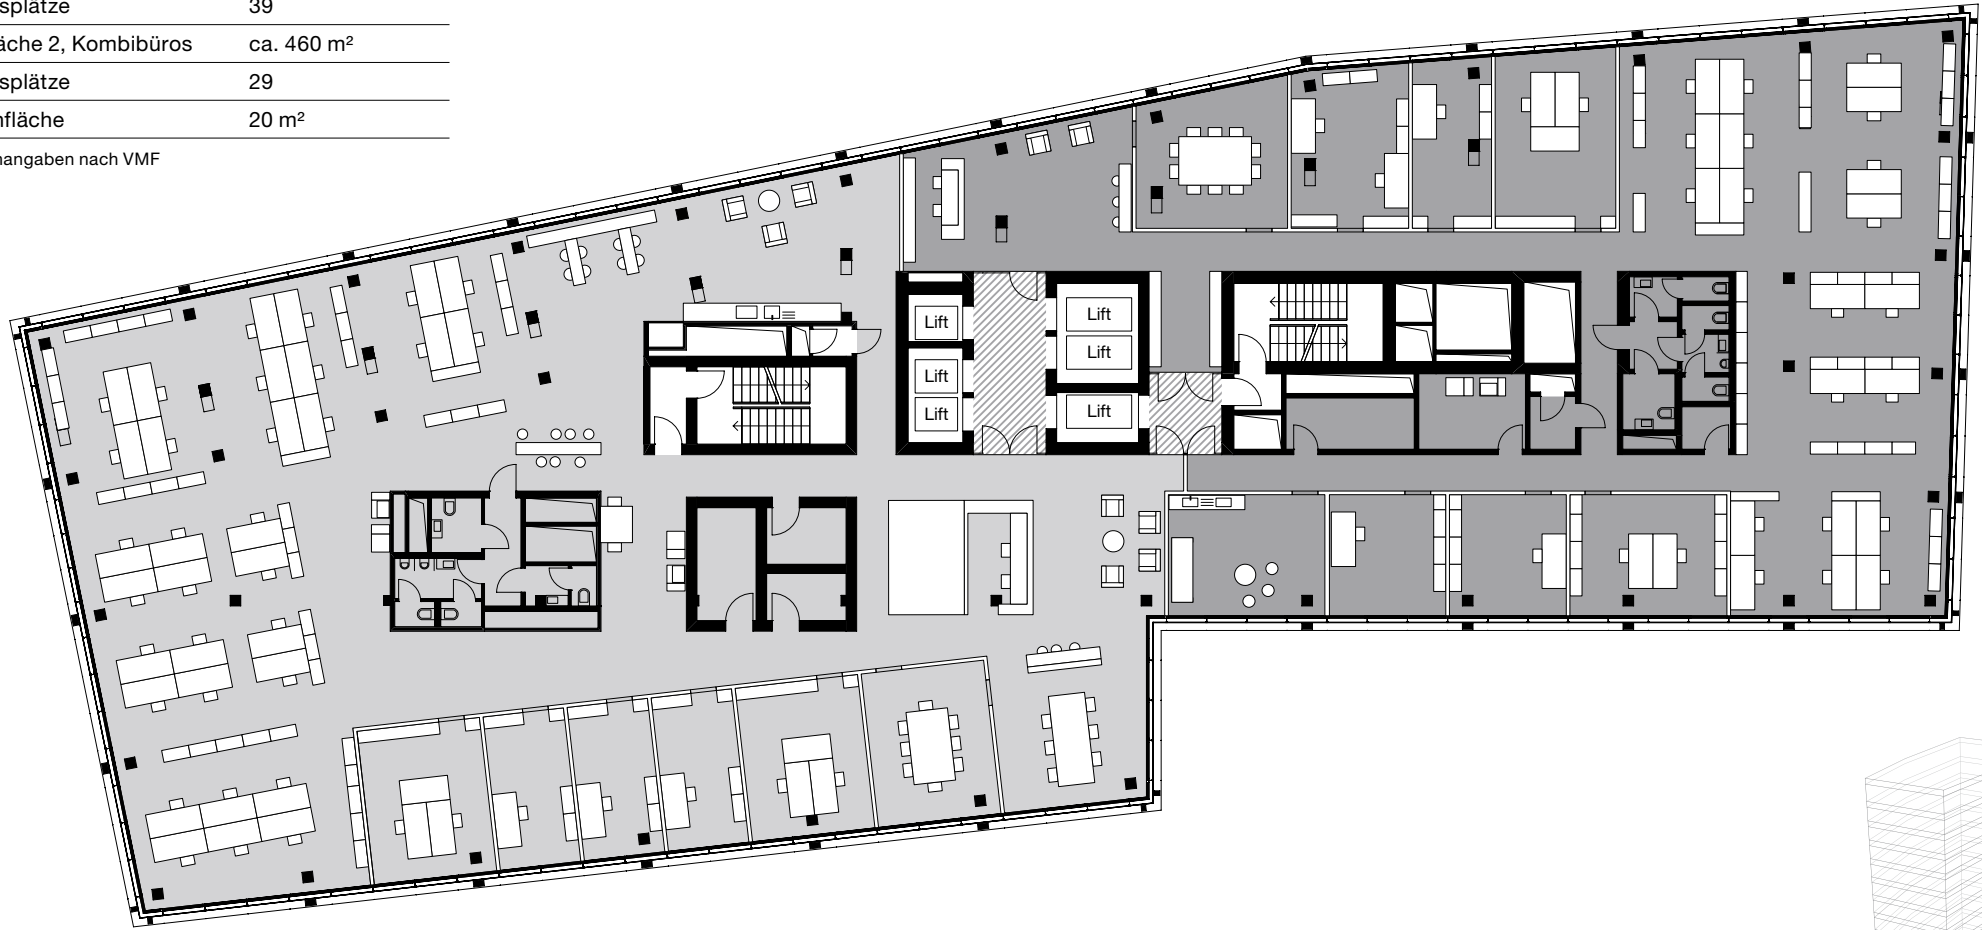 splätze 39
äche 2, Kombibüros ca. 460 m²
splätze 29
nfläche 20 m²
nangaben nach VMF
Lift
Lift
Lift
Lift
Lift
Lift